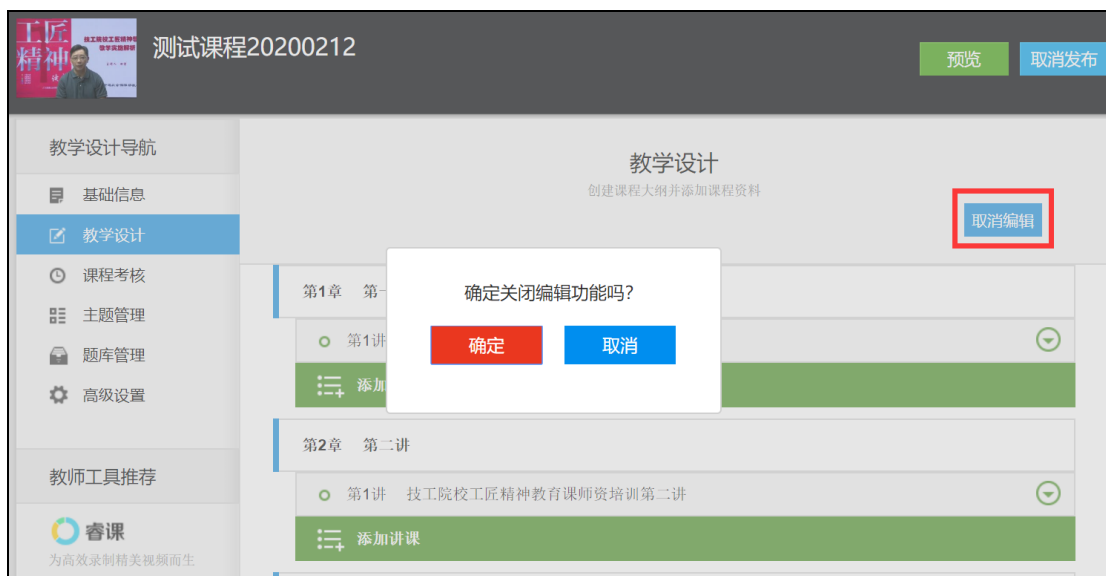 工匠
精神
测试课程20200212
预览
取消发布
教学设计导航
基础信息
教学设计
课程考核
主题管理
题库管理
高级设置
教师工具推荐
睿课
为高效录制精美视频而生
教学设计
创建课程大纲并添加课程资料
取消编辑
确定关闭编辑功能吗?
确定
取消
第1章 第一
第1讲
添加
第2章 第二讲
第1讲 技工院校工匠精神教育课师资培训第二讲
添加讲课